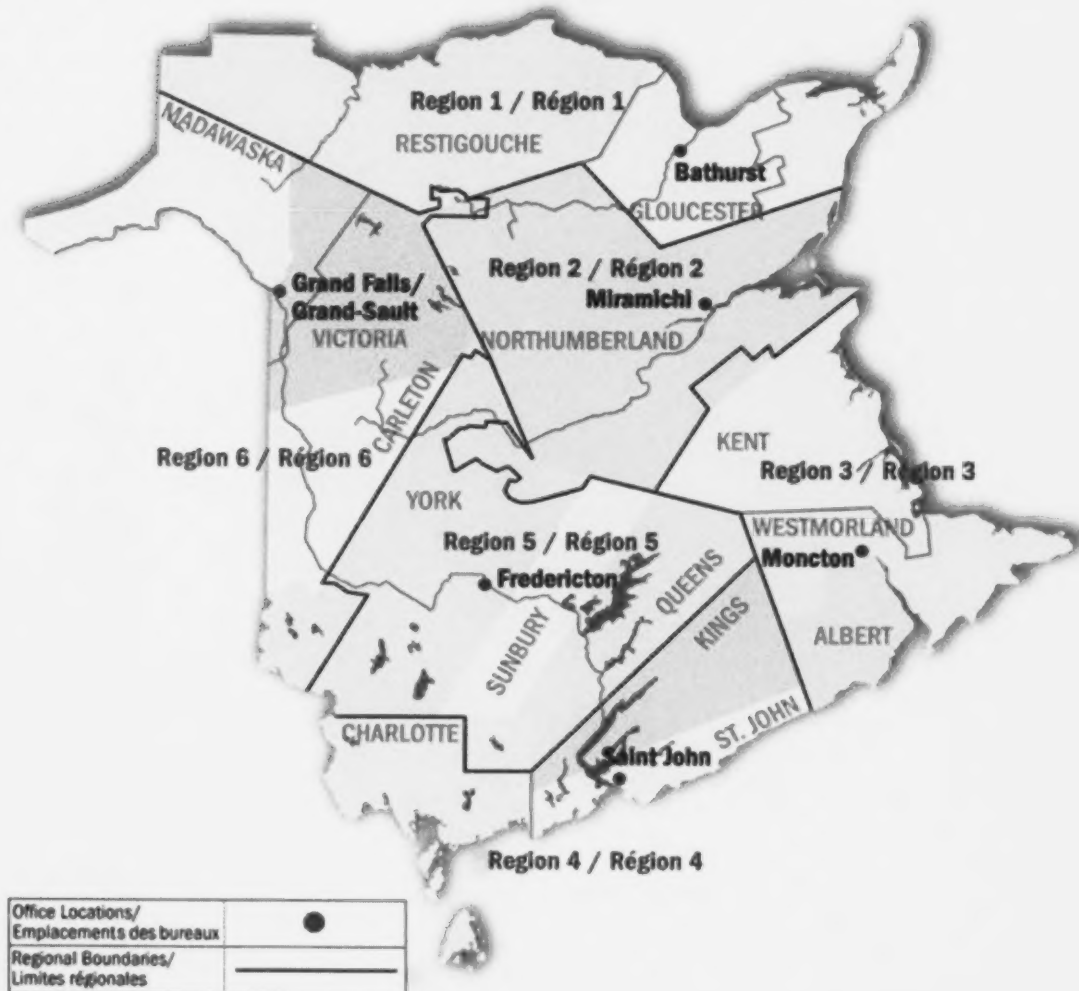 Region 1 / Région 1
MADAWASKA
RESTIGOUCHE
Bathurst
GLOUCESTER
Region 2 / Région 2
Grand Falls/
Grand-Sault
Miramichi
VICTORIA
NORTHUMBERLAND
CARLETON
KENT
Region 6 / Région 6
Region 3 / Région 3
YORK
WESTMORLAND
Region 5 / Région 5
Moncton
Fredericton
QUEENS
KINGS
ALBERT
SUNBURY
CHARLOTTE
ST. JOHN
Saint John
Region 4 / Région 4
Office Locations/
Emplacements des bureaux
Regional Boundaries/
Limites régionales